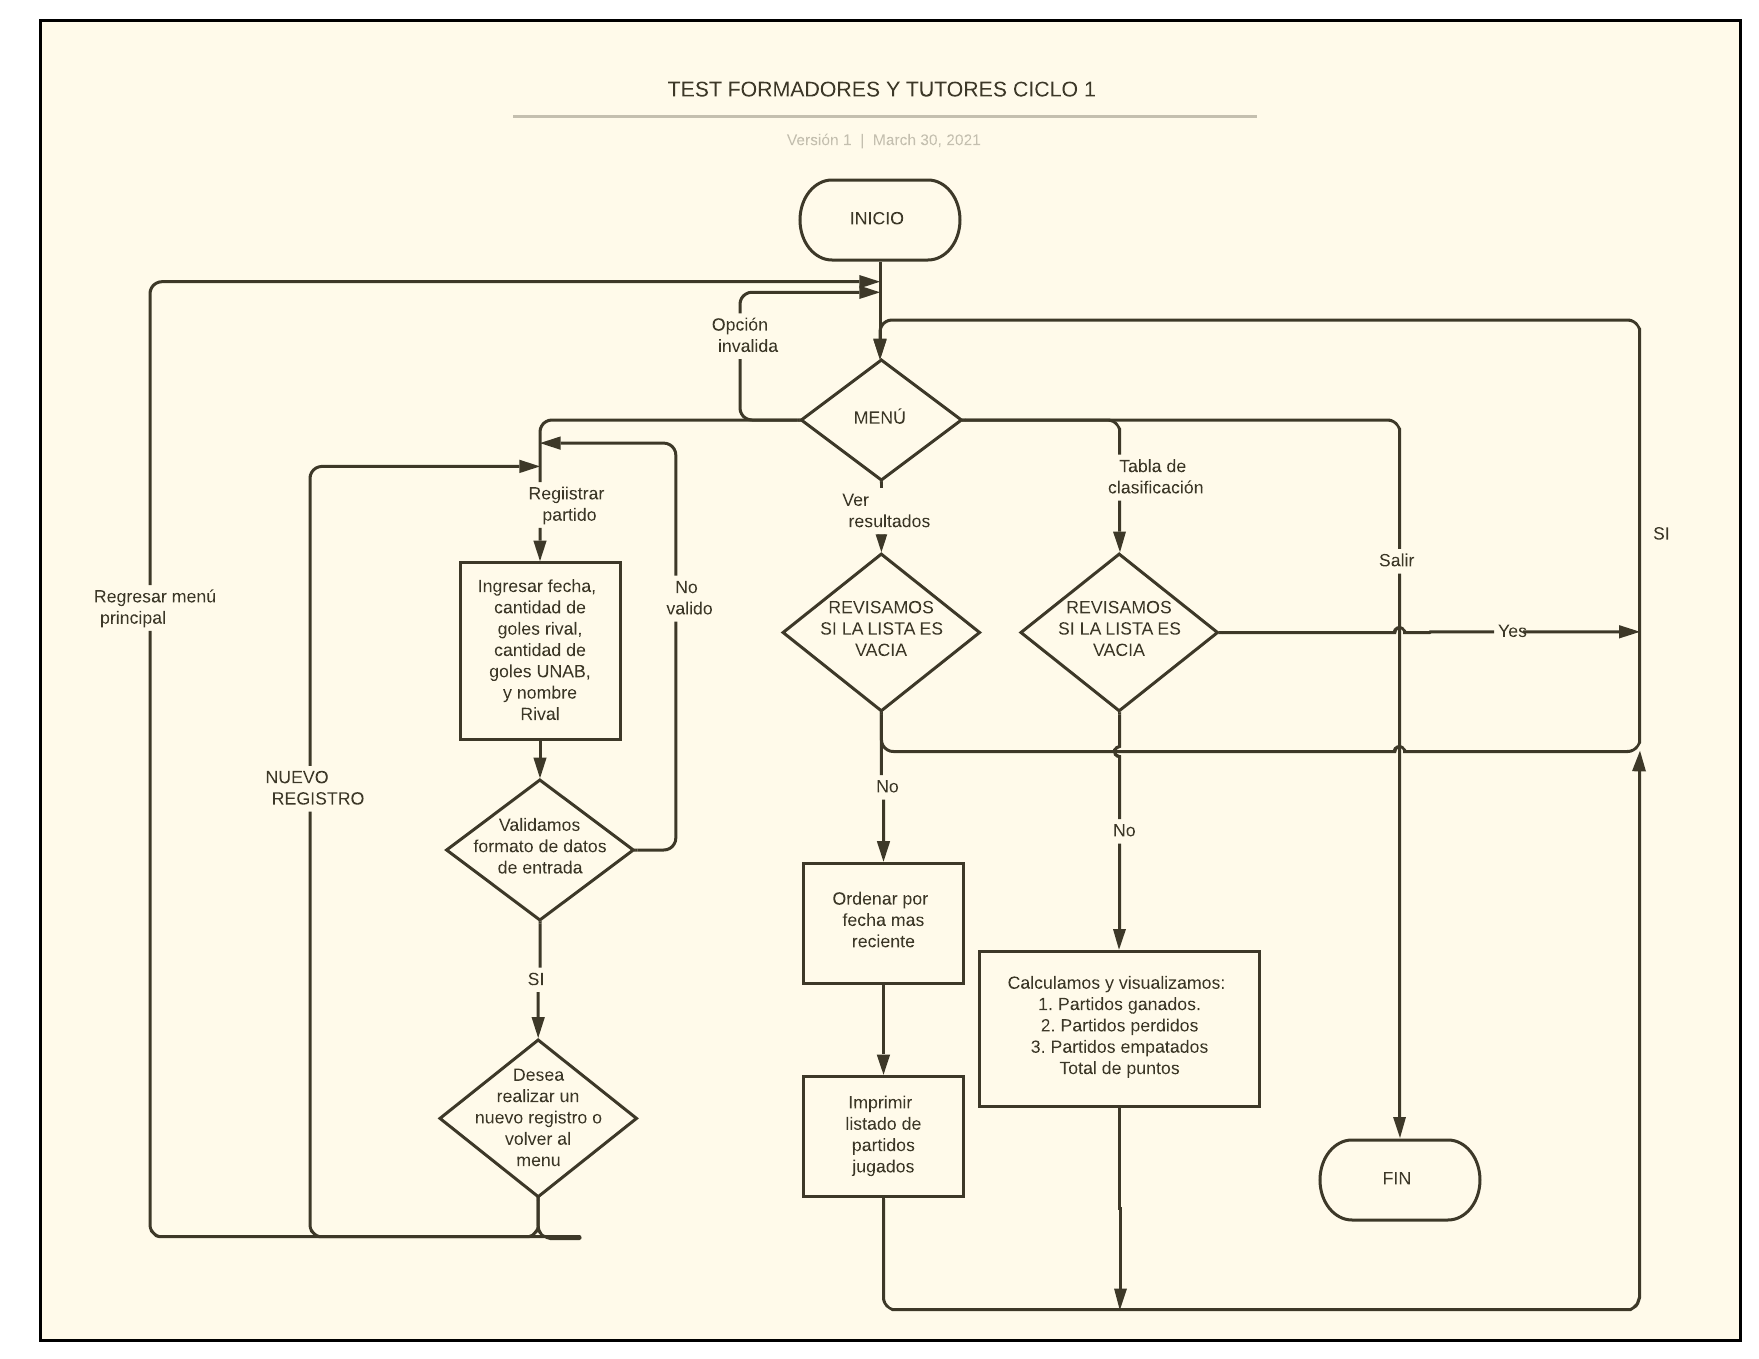 TEST FORMADORES Y TUTORES CICLO 1
Versión 1 | March 30, 2021
INICIO
Opción
invalida
MENÚ
Regiistrar
partido
Ver
resultados
Tabla de
clasificación
Salir
SI
Regresar menú
principal
Ingresar fecha,
cantidad de
goles rival,
cantidad de
goles UNAB,
y nombre
Rival
No
valido
REVISAMOS
SI LA LISTA ES
VACIA
REVISAMOS
SI LA LISTA ES
VACIA
Yes
NUEVO
REGISTRO
Validamos
formato de datos
de entrada
No
No
SI
Ordenar por
fecha mas
reciente
Calculamos y visualizamos:
1. Partidos ganados.
2. Partidos perdidos
3. Partidos empatados
Total de puntos
Desea
realizar un
nuevo registro o
volver al
menu
Imprimir
listado de
partidos
jugados
FIN